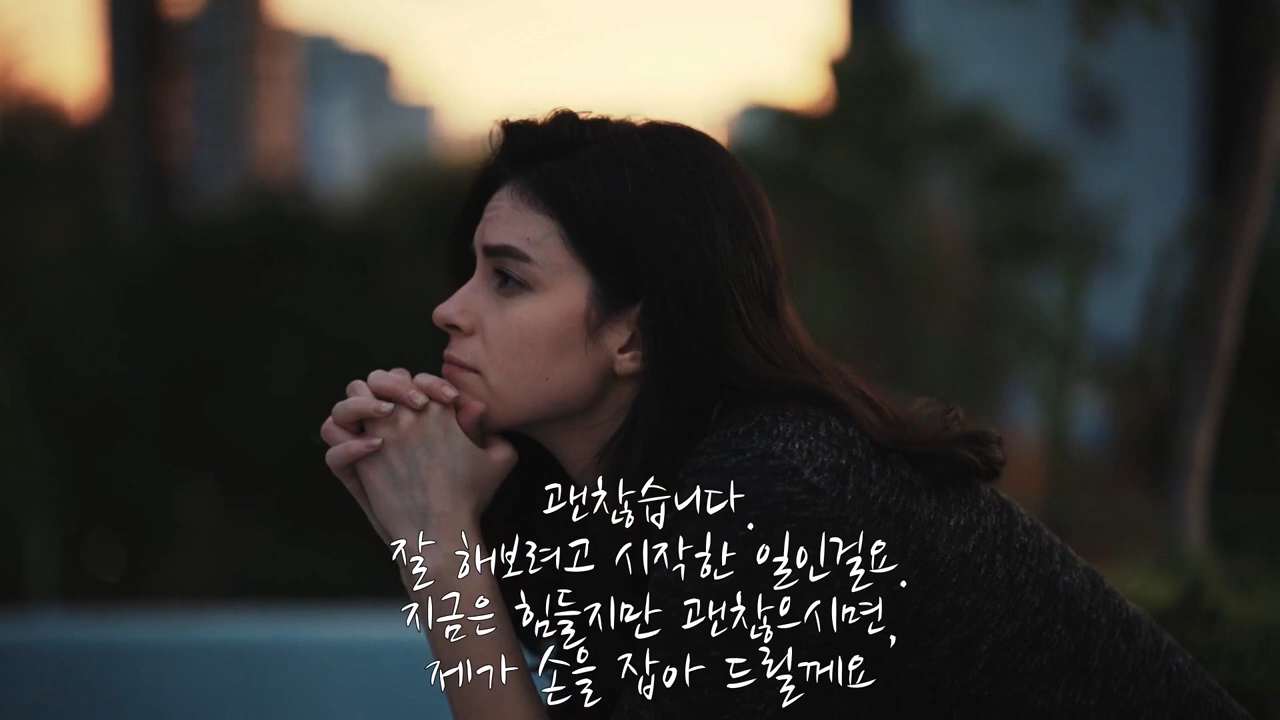 괜찮습니다.
잘 해보려고 시작한 일인걸요.
지금은 힘들지만 괜찮으시면,
제가 손을 잡아 드릴께요